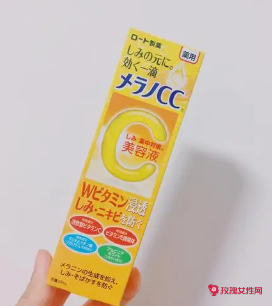 ロート製薬
薬用
しみの元に。
効く一滴
メラノCC
C
しみ・集中対策
美容液
Wビタミン浸透
しみ・ニキビを防ぐ
メラニンの生成を抑え、
しみ・そばかすを防ぐ
玫瑰女性网